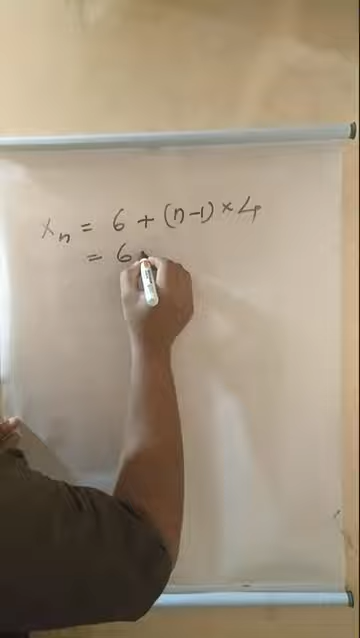 xₙ = 6 + (n-1) × 4
= 6